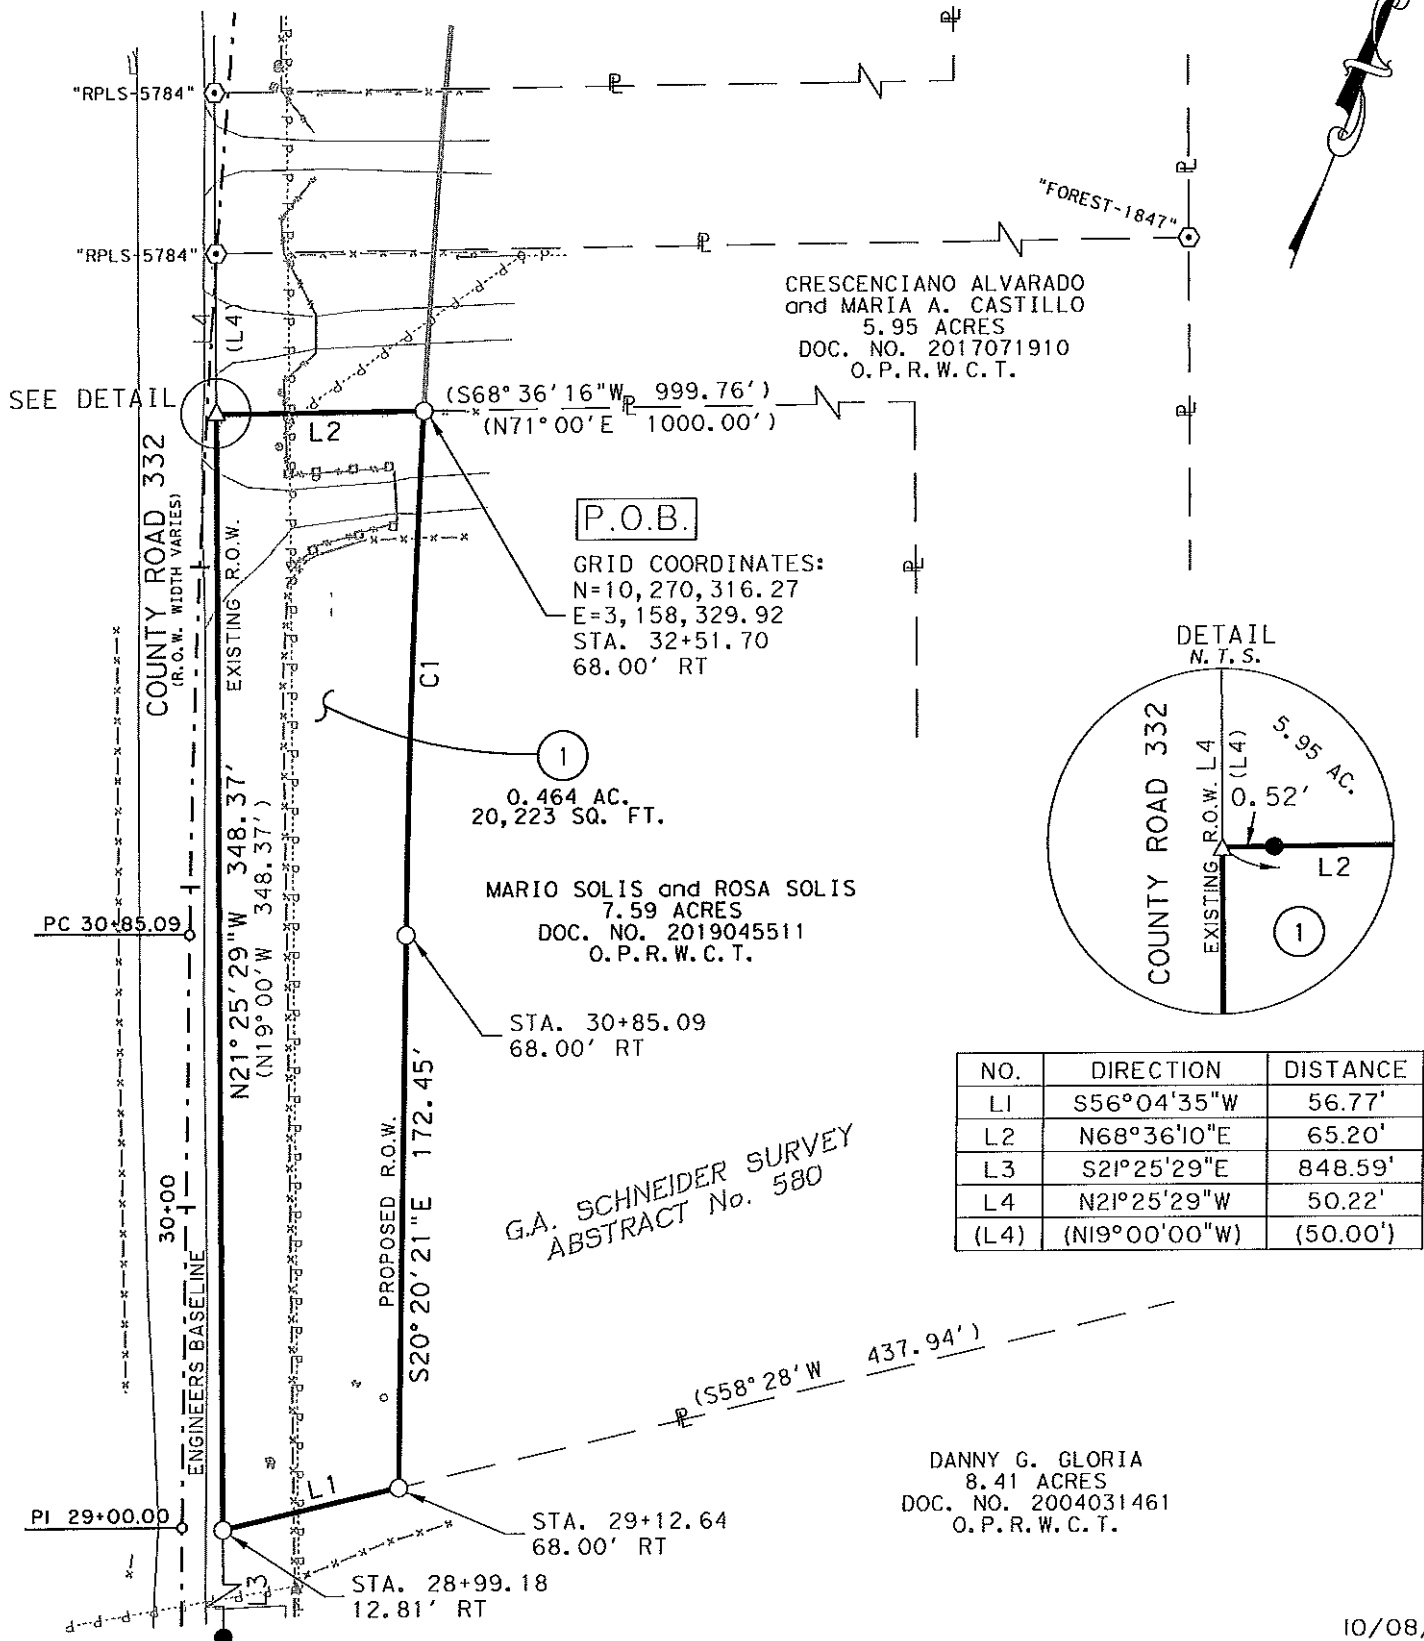 "RPLS-5784"
"RPLS-5784"
"FOREST-1847"
CRESCENCIANO ALVARADO
and MARIA A. CASTILLO
5.95 ACRES
DOC. NO. 2017071910
O.P.R.W.C.T.
L4
(L4)
SEE DETAIL
(S68°36'16"W 999.76')
(N71°00'E 1000.00')
L2
COUNTY ROAD 332
(R.O.W. WIDTH VARIES)
EXISTING R.O.W.
P.O.B.
GRID COORDINATES:
N=10,270,316.27
E=3,158,329.92
STA. 32+51.70
68.00' RT
C1
1
0.464 AC.
20,223 SQ. FT.
N21°25'29"W 348.37'
(N19°00'W 348.37')
MARIO SOLIS and ROSA SOLIS
7.59 ACRES
DOC. NO. 2019045511
O.P.R.W.C.T.
PC 30+85.09
STA. 30+85.09
68.00' RT
DETAIL
N.T.S.
COUNTY ROAD 332
EXISTING R.O.W. L4
(L4)
5.95 AC.
0.52'
L2
1
NO. DIRECTION DISTANCE
L1 S56°04'35"W 56.77'
L2 N68°36'10"E 65.20'
L3 S21°25'29"E 848.59'
L4 N21°25'29"W 50.22'
(L4) (N19°00'00"W) (50.00')
30+00
ENGINEERS BASELINE
PROPOSED R.O.W.
S20°20'21"E 172.45'
G.A. SCHNEIDER SURVEY
ABSTRACT No. 580
(S58°28'W 437.94')
DANNY G. GLORIA
8.41 ACRES
DOC. NO. 2004031461
O.P.R.W.C.T.
L1
PI 29+00.00
STA. 29+12.64
68.00' RT
STA. 28+99.18
12.81' RT
L3
10/08/